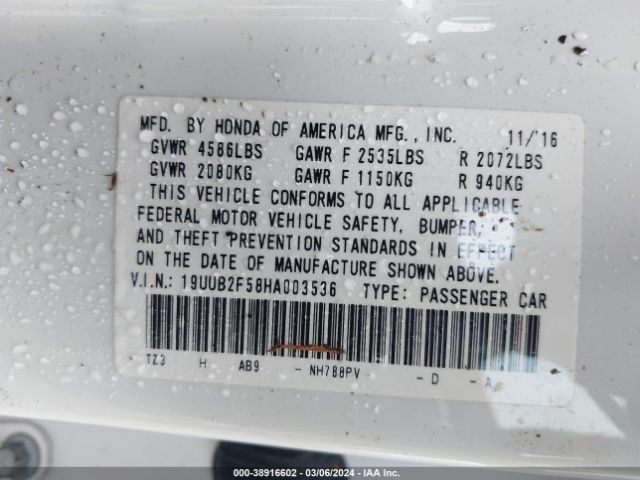 MFD. BY HONDA OF AMERICA MFG., INC. 11/'16
GVWR 4586LBS GAWR F 2535LBS R 2072LBS
GVWR 2080KG GAWR F 1150KG R 940KG
THIS VEHICLE CONFORMS TO ALL APPLICABLE
FEDERAL MOTOR VEHICLE SAFETY, BUMPER,
AND THEFT PREVENTION STANDARDS IN EFFECT
ON THE DATE OF MANUFACTURE SHOWN ABOVE.
V.I.N.: 19UUB2F58HA003536 TYPE: PASSENGER CAR
TZ3 H AB9 - NH788PV - D - A
000-38916602 - 03/06/2024 - IAA Inc.